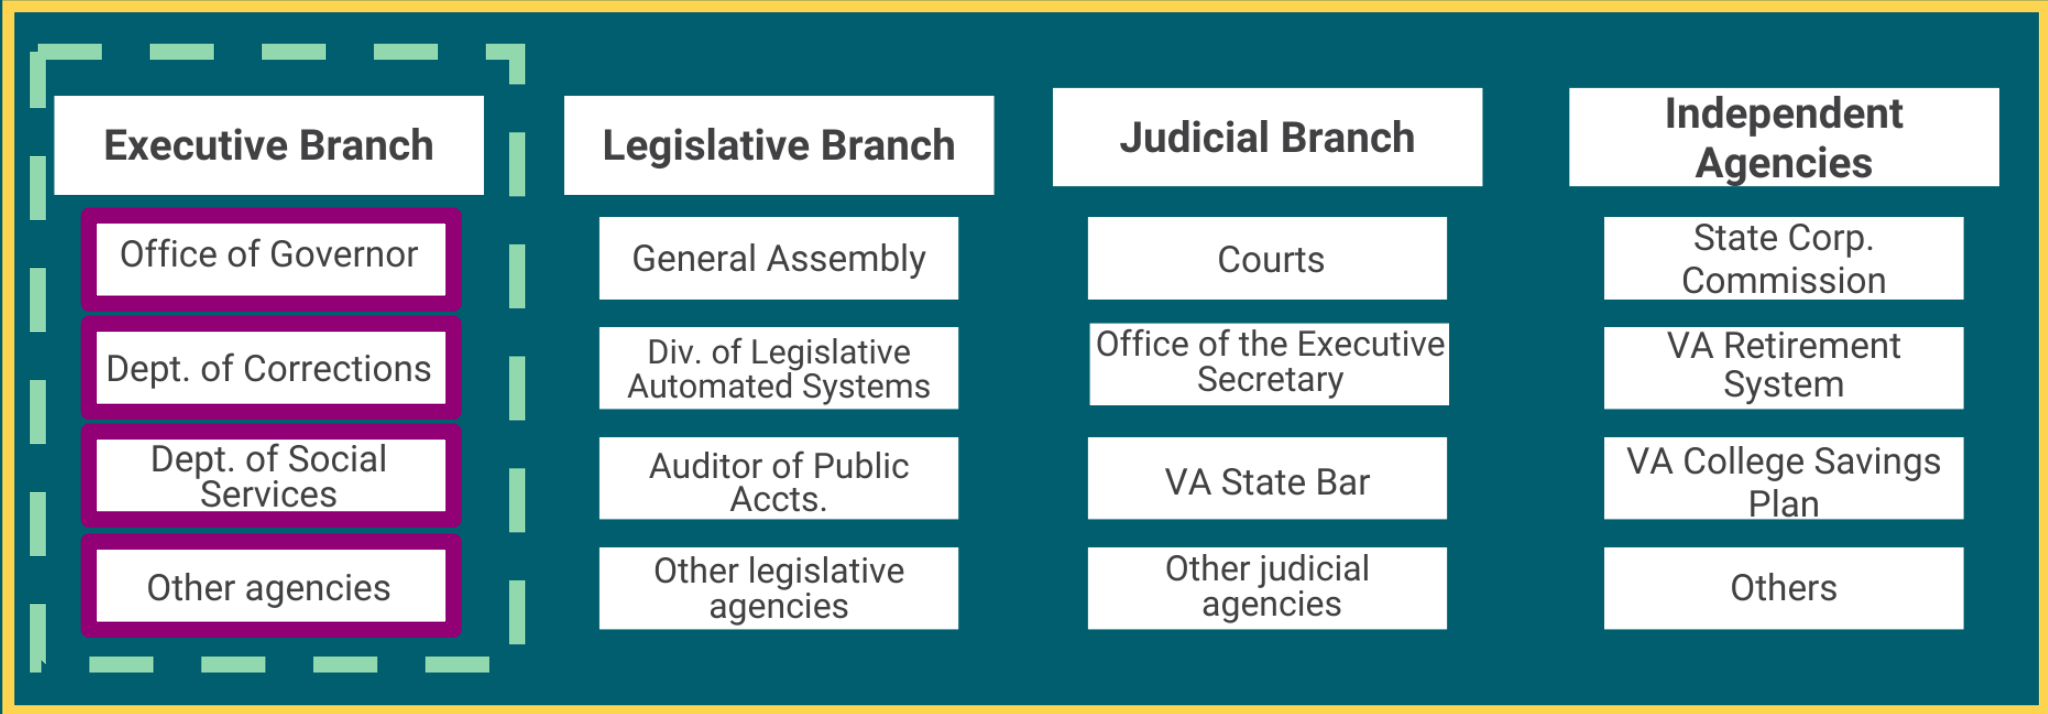 Executive Branch
Office of Governor
Dept. of Corrections
Dept. of Social
Services
Other agencies
Legislative Branch
General Assembly
Div. of Legislative
Automated Systems
Auditor of Public
Accts.
Other legislative
agencies
Judicial Branch
Courts
Office of the Executive
Secretary
VA State Bar
Other judicial
agencies
Independent
Agencies
State Corp.
Commission
VA Retirement
System
VA College Savings
Plan
Others